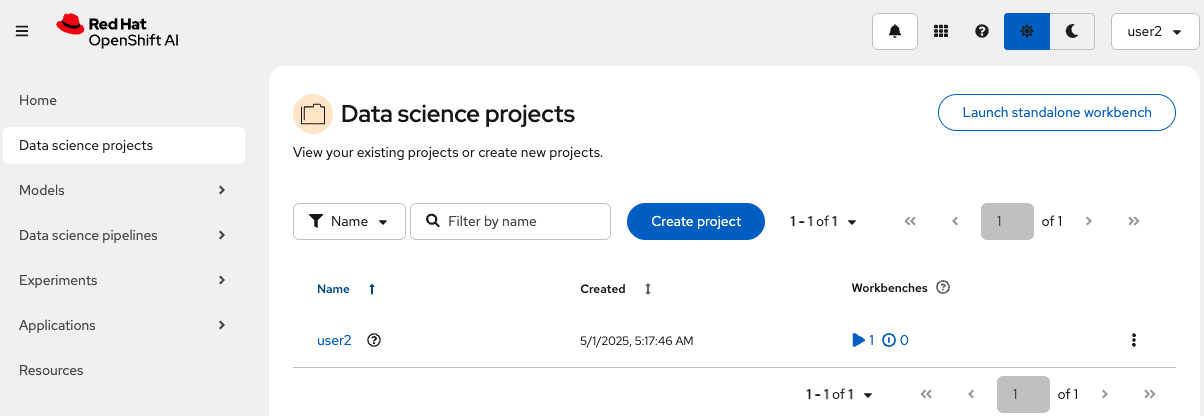 Red Hat
OpenShift AI
user2
Home
Data science projects
Models
Data science pipelines
Experiments
Applications
Resources
Data science projects
Launch standalone workbench
View your existing projects or create new projects.
Name
Filter by name
Create project
1 - 1 of 1
1
of 1
Name
Created
Workbenches
user2
5/1/2025, 5:17:46 AM
1
0
1 - 1 of 1
1
of 1